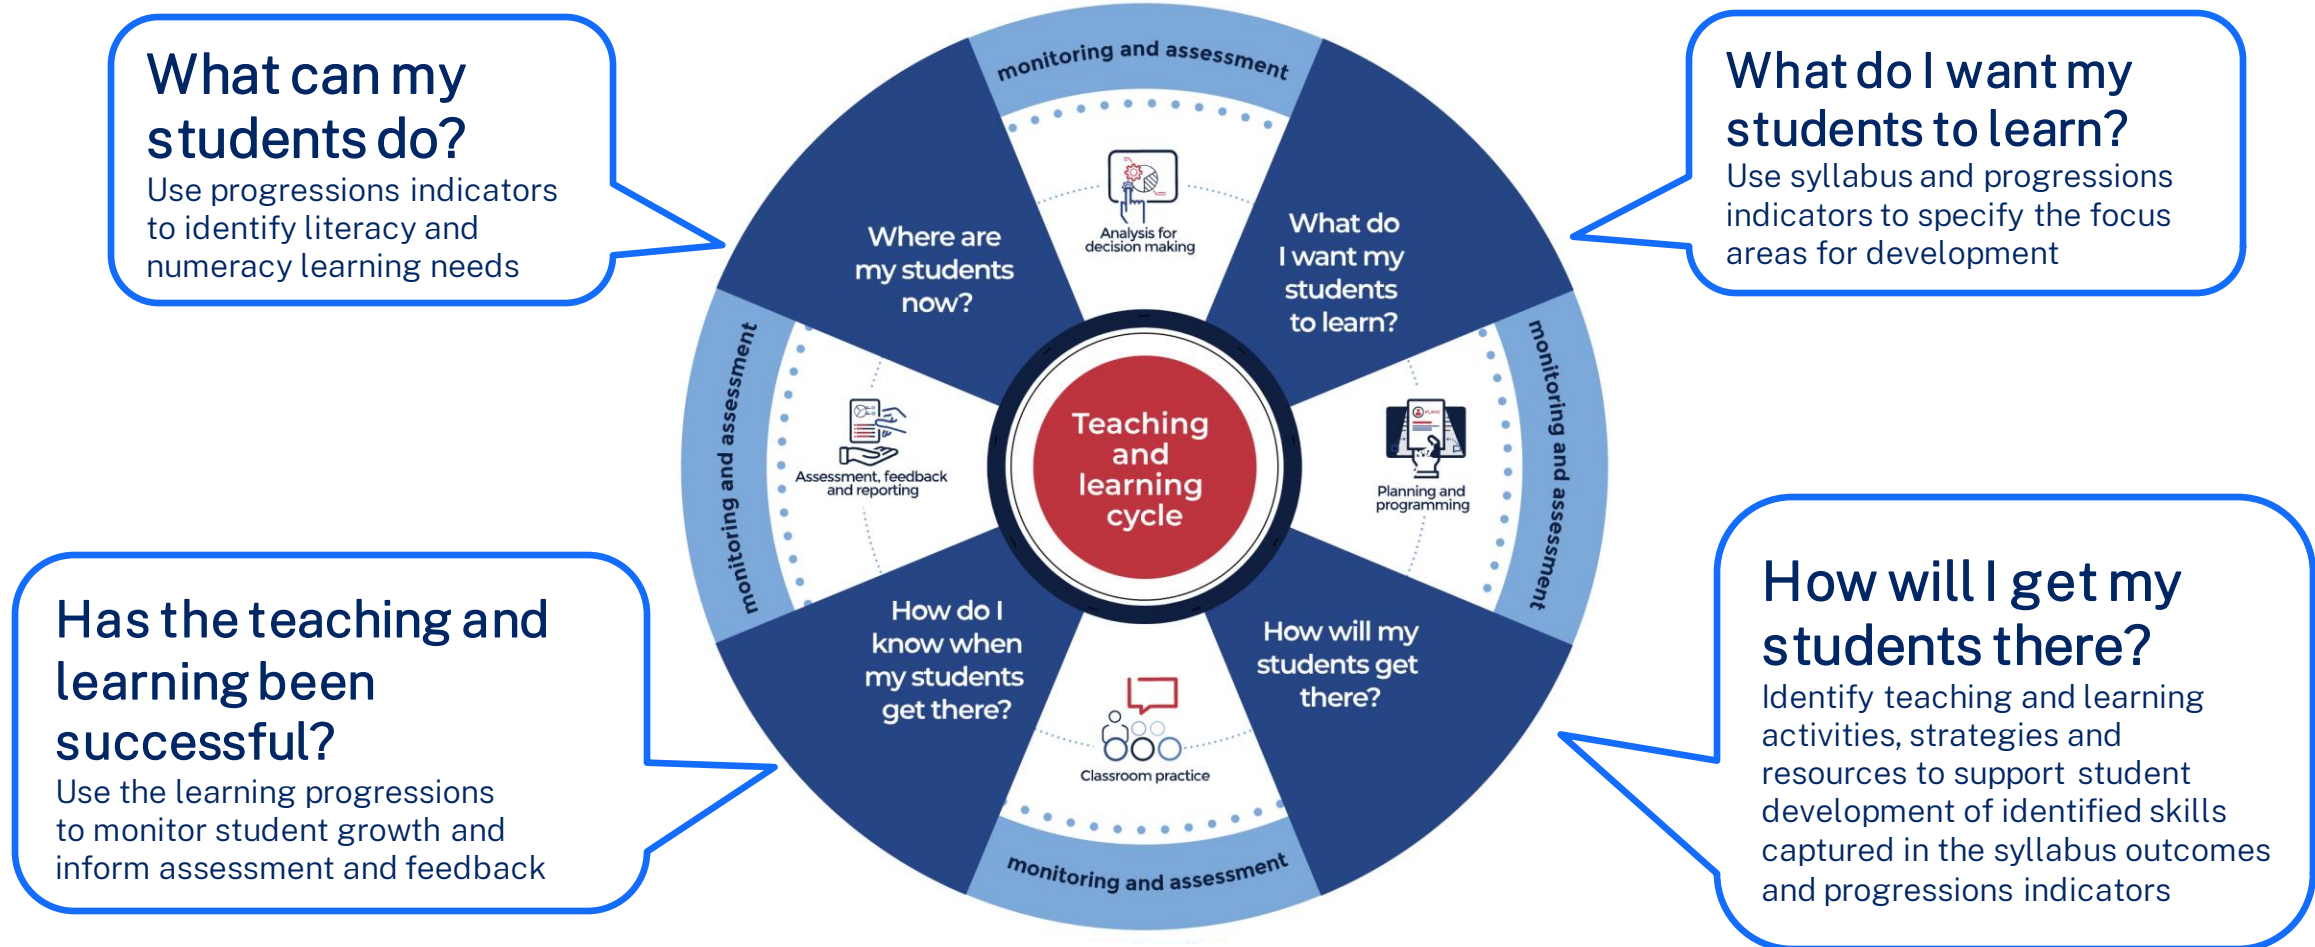 What can my
students do?
Use progressions indicators
to identify literacy and
numeracy learning needs
What do I want my
students to learn?
Use syllabus and progressions
indicators to specify the focus
areas for development
Has the teaching and
learning been
successful?
Use the learning progressions
to monitor student growth and
inform assessment and feedback
How will I get my
students there?
Identify teaching and learning
activities, strategies and
resources to support student
development of identified skills
captured in the syllabus outcomes
and progressions indicators
monitoring and assessment
Analysis for
decision making
Where are
my students
now?
What do
I want my
students
to learn?
monitoring and assessment
Assessment, feedback
and reporting
Teaching
and
learning
cycle
Planning and
programming
monitoring and assessment
How do I
know when
my students
get there?
How will my
students get
there?
Classroom practice
monitoring and assessment